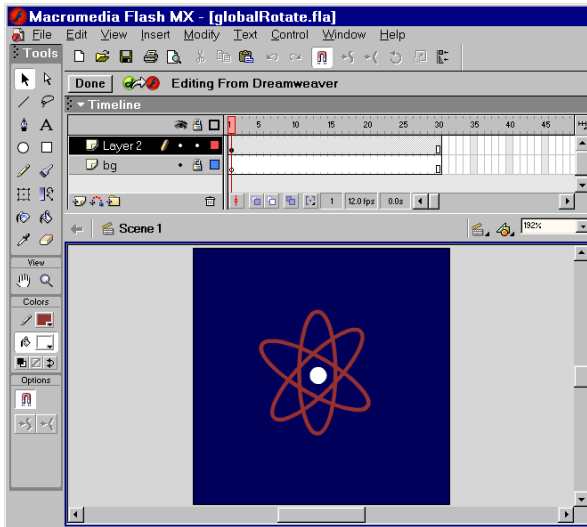 Macromedia Flash MX - [globalRotate.fla]
File Edit View Insert Modify Text Control Window Help
Tools
Done Editing From Dreamweaver
Timeline
1 5 10 15 20 25 30 35 40 45
Layer 2
bg
1 12.0 fps 0.0s
Scene 1 192%
View
Colors
Options